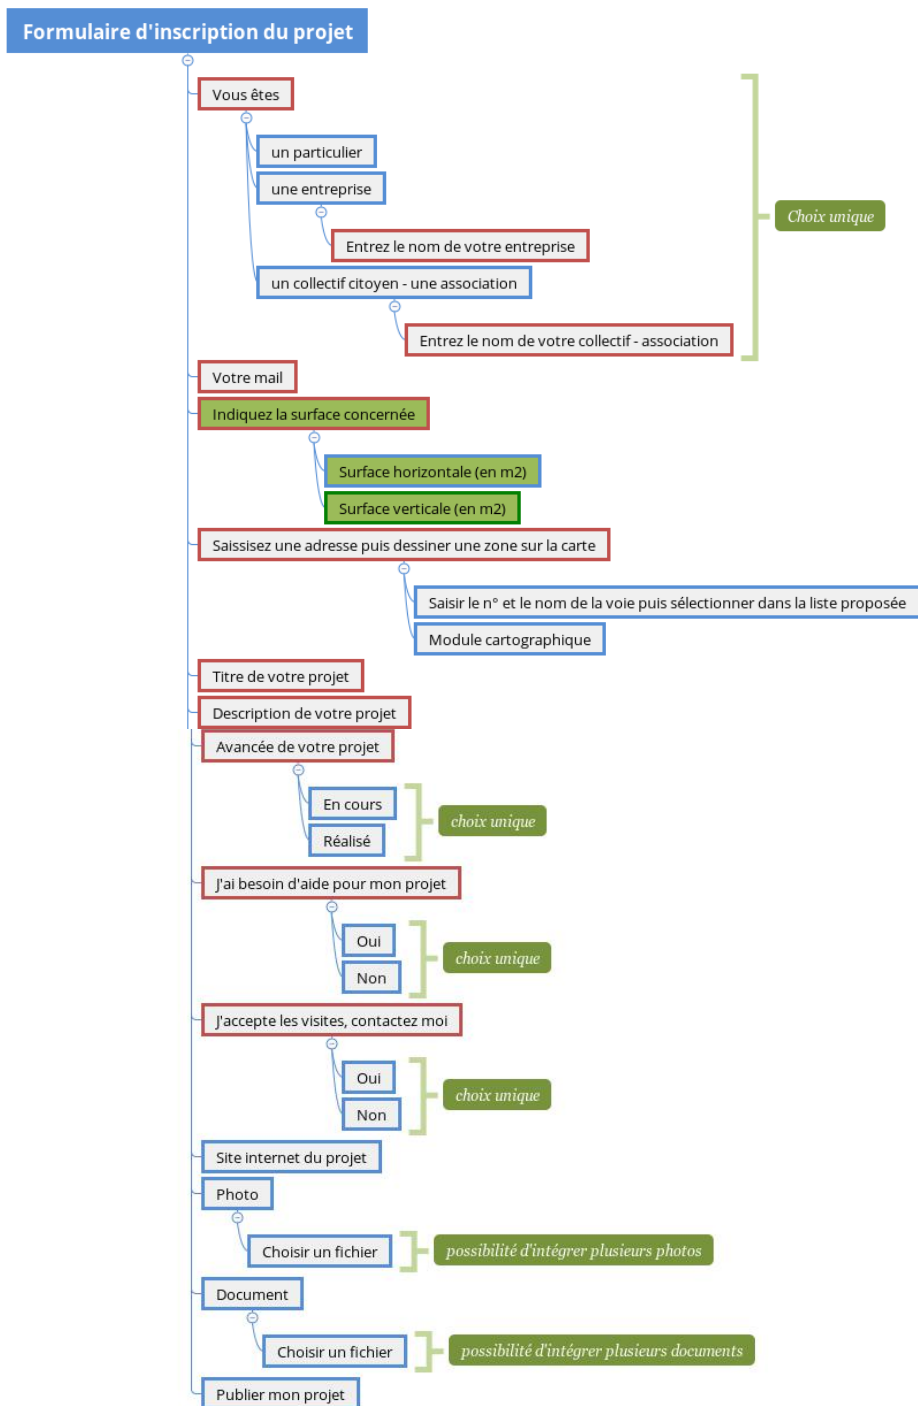 Formulaire d'inscription du projet
Vous êtes
un particulier
une entreprise
Choix unique
Entrez le nom de votre entreprise
un collectif citoyen - une association
Entrez le nom de votre collectif - association
Votre mail
Indiquez la surface concernée
Surface horizontale (en m2)
Surface verticale (en m2)
Saissisez une adresse puis dessiner une zone sur la carte
Saisir le n° et le nom de la voie puis sélectionner dans la liste proposée
Module cartographique
Titre de votre projet
Description de votre projet
Avancée de votre projet
En cours
choix unique
Réalisé
J'ai besoin d'aide pour mon projet
Oui
choix unique
Non
J'accepte les visites, contactez moi
Oui
choix unique
Non
Site internet du projet
Photo
Choisir un fichier
possibilité d'intégrer plusieurs photos
Document
Choisir un fichier
possibilité d'intégrer plusieurs documents
Publier mon projet